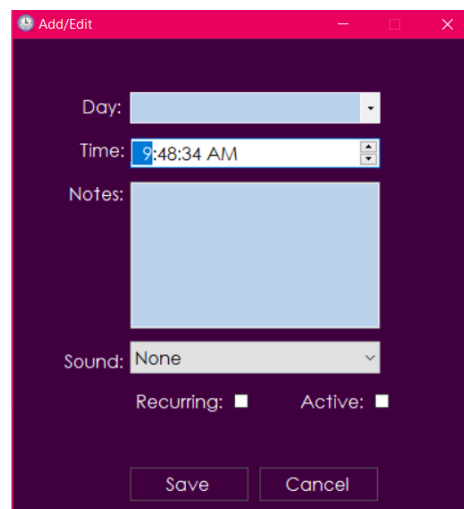 Add/Edit
Day:
Time: 9:48:34 AM
Notes:
Sound: None
Recurring: Active:
Save Cancel